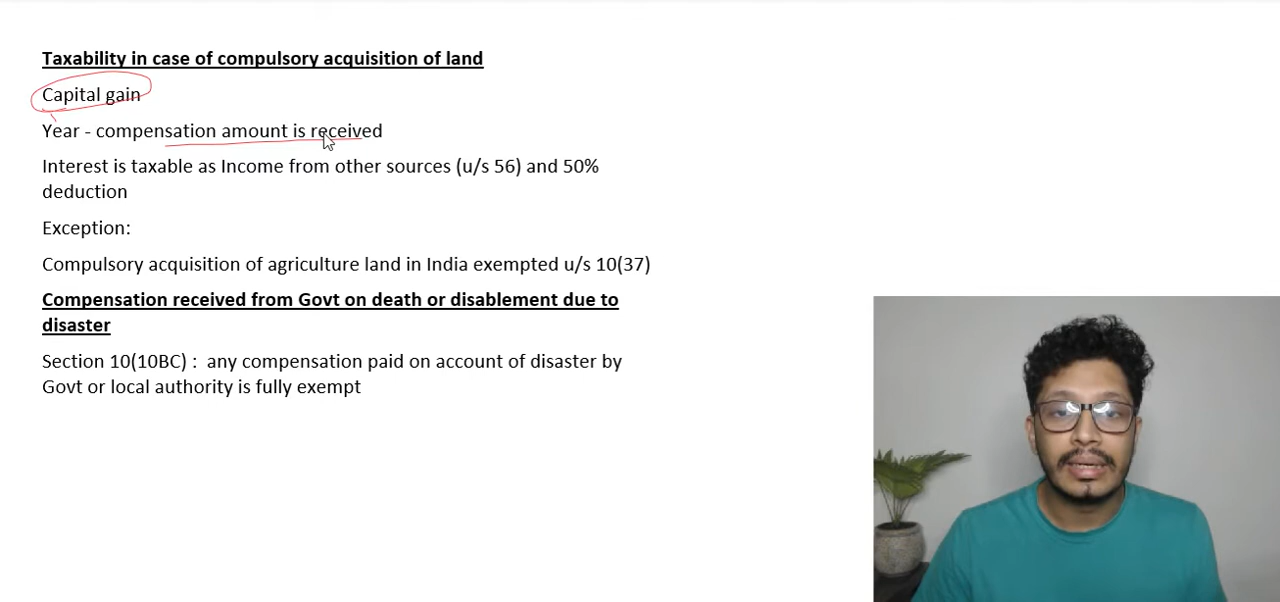 Taxability in case of compulsory acquisition of land
Capital gain
Year - compensation amount is received
Interest is taxable as Income from other sources (u/s 56) and 50%
deduction
Exception:
Compulsory acquisition of agriculture land in India exempted u/s 10(37)
Compensation received from Govt on death or disablement due to
disaster
Section 10(10BC) : any compensation paid on account of disaster by
Govt or local authority is fully exempt